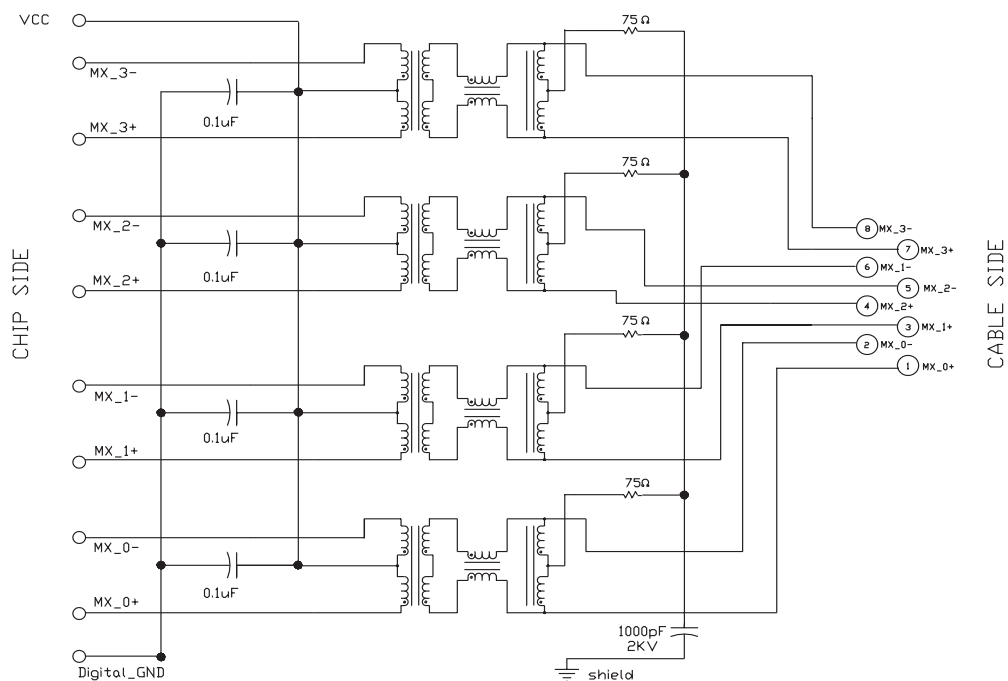 VCC
75Ω
MX_3-
0.1uF
MX_3+
75Ω
MX_2-
0.1uF
MX_2+
75Ω
MX_1-
0.1uF
MX_1+
75Ω
MX_0-
0.1uF
MX_0+
1000pF
2KV
Digital_GND
shield
CHIP SIDE
8 MX_3-
7 MX_3+
6 MX_1-
5 MX_2-
4 MX_2+
3 MX_1+
2 MX_0-
1 MX_0+
CABLE SIDE